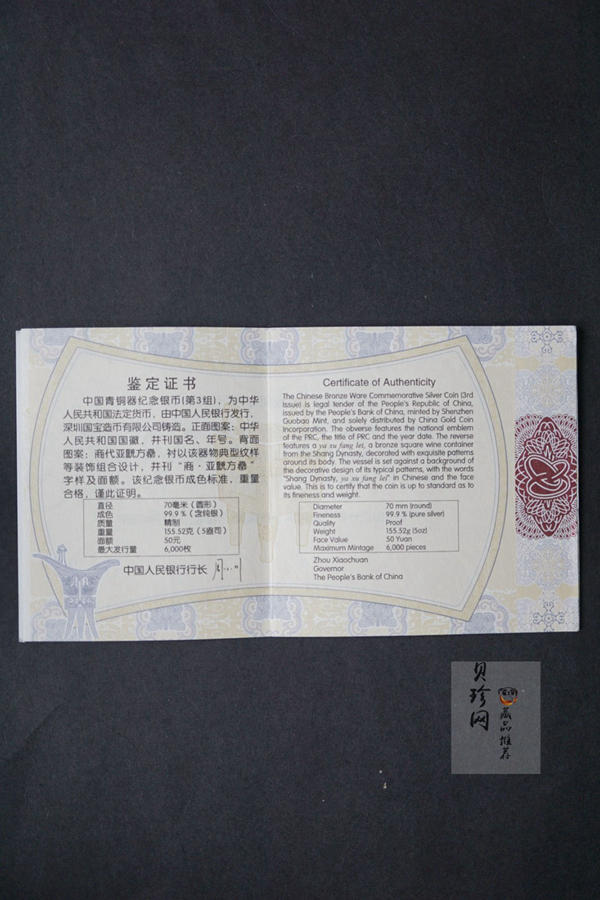 鉴定证书
中国青铜器纪念银币(第3组)，为中华
人民共和国法定货币，由中国人民银行发行，
深圳国宝造币有限公司铸造。正面图案：中华
人民共和国国徽，并刊国名、年号。背面
图案：商代亚𰯼方罍，衬以该器物典型纹样
等装饰组合设计，并刊“商·亚𰯼方罍”
字样及面额。该纪念银币成色标准，重量
合格，谨此证明。
直径 70毫米（圆形）
成色 99.9%（含纯银）
质量 精制
重量 155.52克（5盎司）
面额 50元
最大发行量 6,000枚
中国人民银行行长
Certificate of Authenticity
The Chinese Bronze Ware Commemorative Silver Coin (3rd
Issue) is legal tender of the People's Republic of China,
issued by the People's Bank of China, minted by Shenzhen
Guobao Mint, and solely distributed by China Gold Coin
Incorporation. The obverse features the national emblem
of the PRC, the title of PRC and the year date. The reverse
features a ya xu fang lei, a bronze square wine container
from the Shang Dynasty, decorated with exquisite patterns
around its body. The vessel is set against a background of
the decorative design of its typical patterns, with the words
"Shang Dynasty, ya xu fang lei" in Chinese and the face
value. This is to certify that the coin is up to standard as to
its fineness and weight.
Diameter 70 mm (round)
Fineness 99.9% (pure silver)
Quality Proof
Weight 155.52g (5oz)
Face Value 50 Yuan
Maximum Mintage 6,000 pieces
Zhou Xiaochuan
Governor
The People's Bank of China
贝珍网
藏品推荐